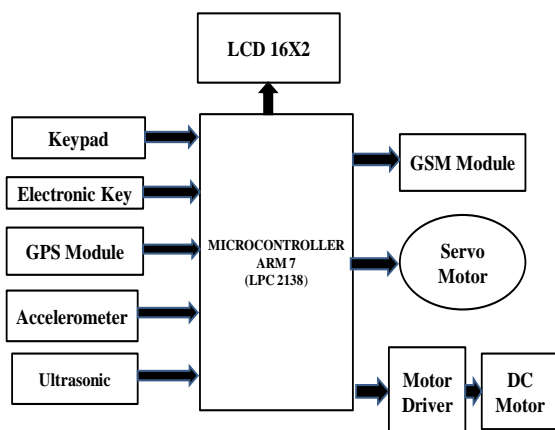 LCD 16X2
Keypad
Electronic Key
GPS Module
Accelerometer
Ultrasonic
MICROCONTROLLER
ARM 7
(LPC 2138)
GSM Module
Servo
Motor
Motor
Driver
DC
Motor